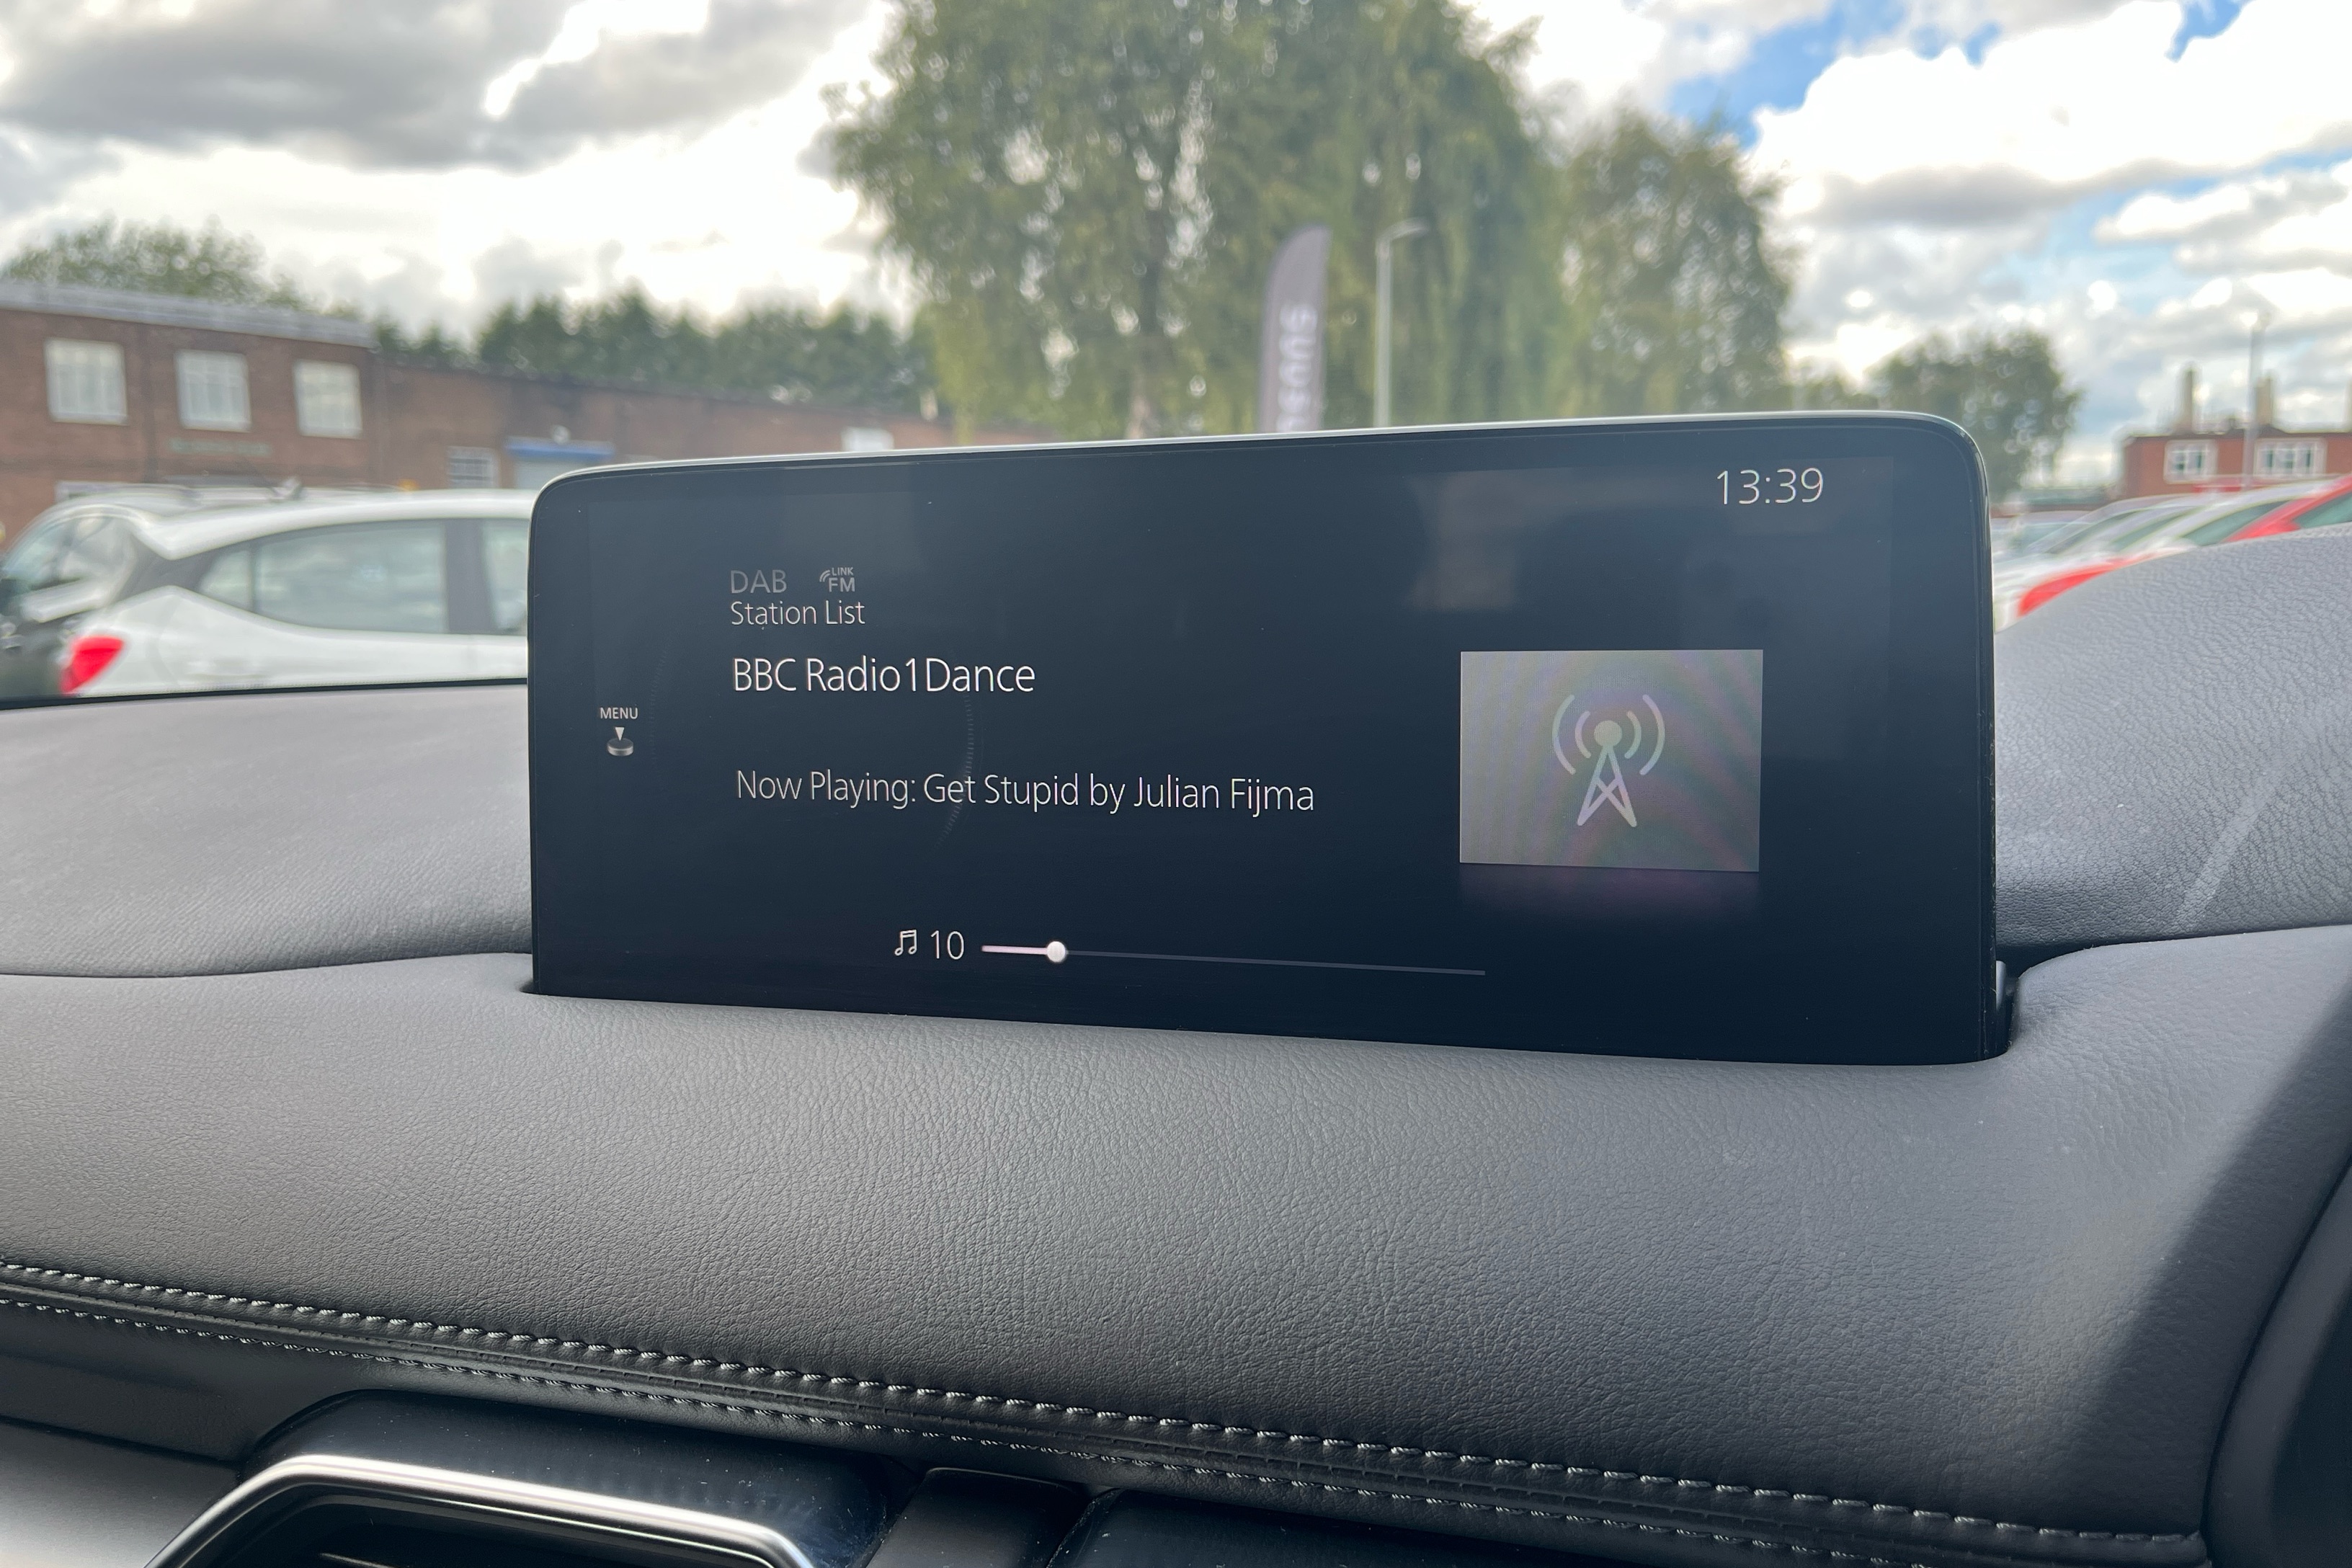 13:39
DAB LINK FM
Station List
BBC Radio1Dance
MENU
Now Playing: Get Stupid by Julian Fijma
10